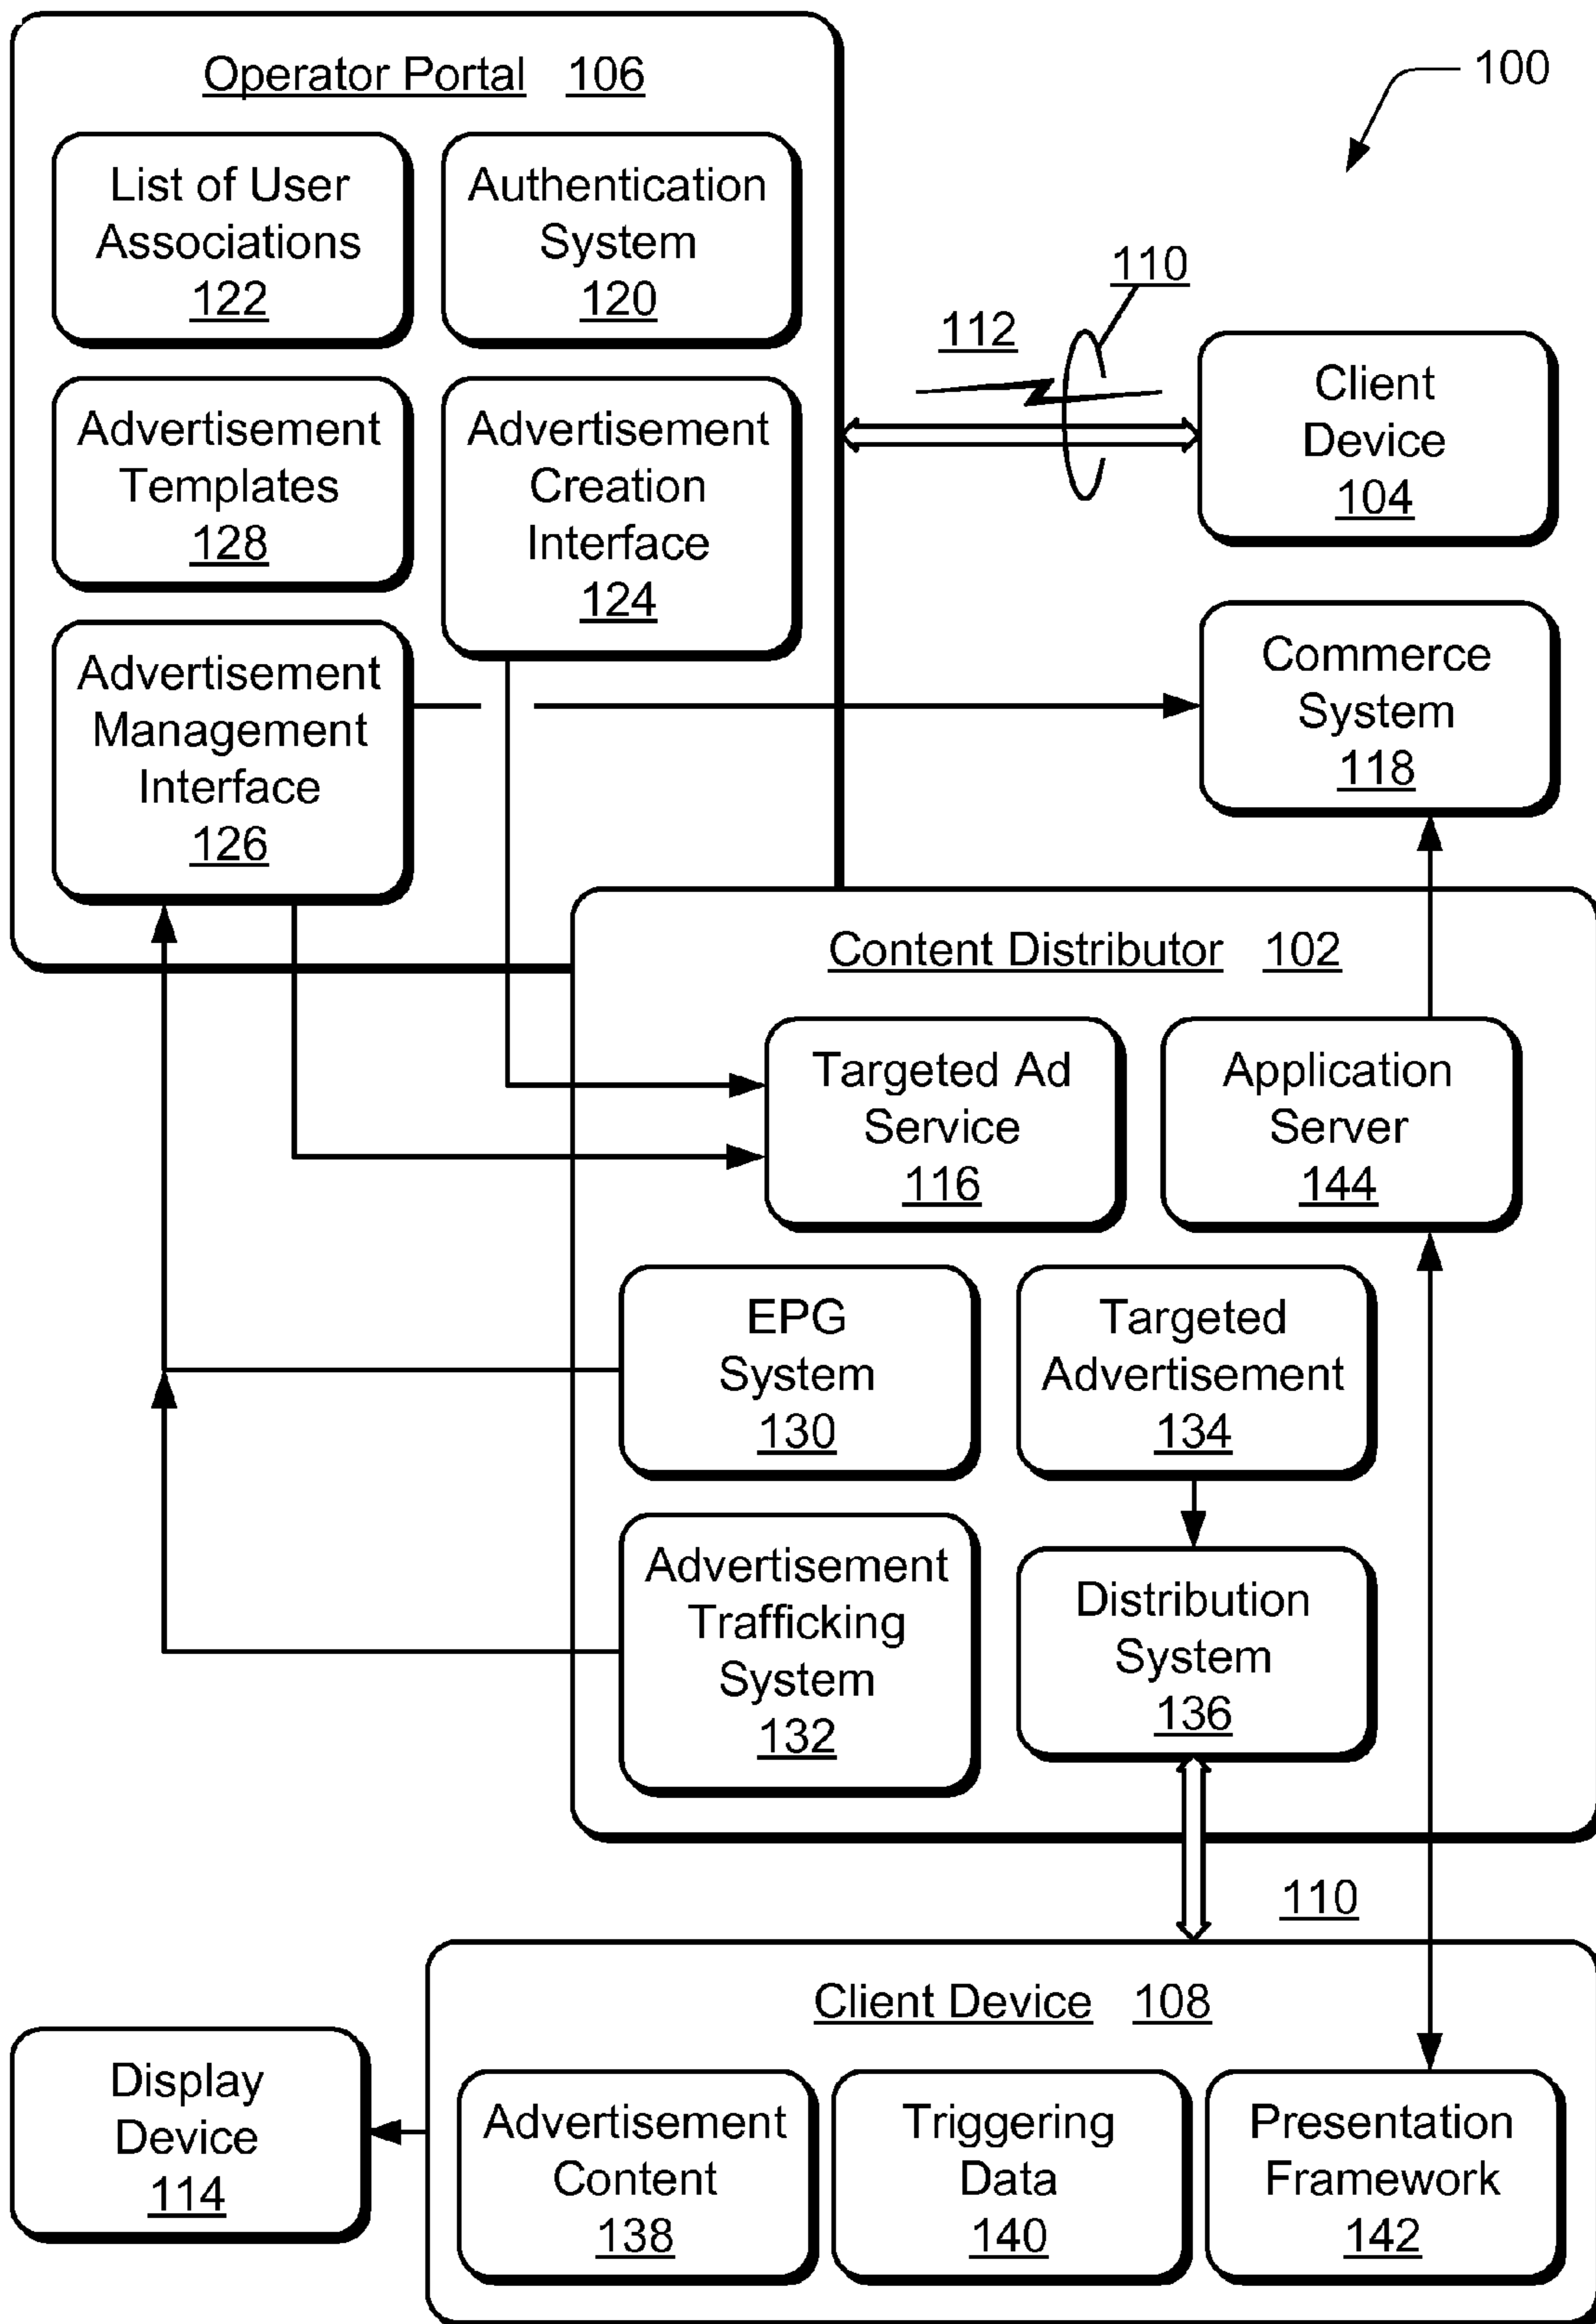 Operator Portal 106
100
List of User
Associations
122
Authentication
System
120
110
112
Client
Device
104
Advertisement
Templates
128
Advertisement
Creation
Interface
124
Advertisement
Management
Interface
126
Commerce
System
118
Content Distributor 102
Targeted Ad
Service
116
Application
Server
144
EPG
System
130
Targeted
Advertisement
134
Advertisement
Trafficking
System
132
Distribution
System
136
110
Client Device 108
Display
Device
114
Advertisement
Content
138
Triggering
Data
140
Presentation
Framework
142